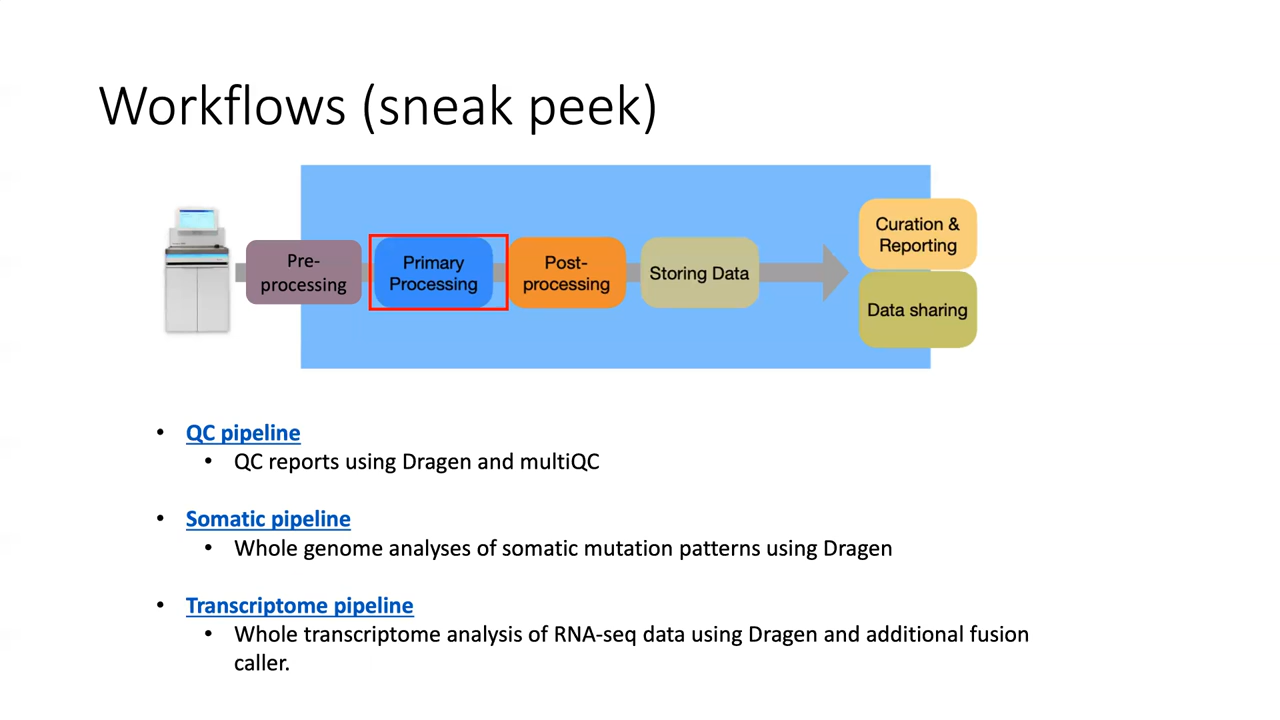 Workflows (sneak peek)
Pre-
processing
Primary
Processing
Post-
processing
Storing Data
Curation &
Reporting
Data sharing
• QC pipeline
• QC reports using Dragen and multiQC
• Somatic pipeline
• Whole genome analyses of somatic mutation patterns using Dragen
• Transcriptome pipeline
• Whole transcriptome analysis of RNA-seq data using Dragen and additional fusion
caller.